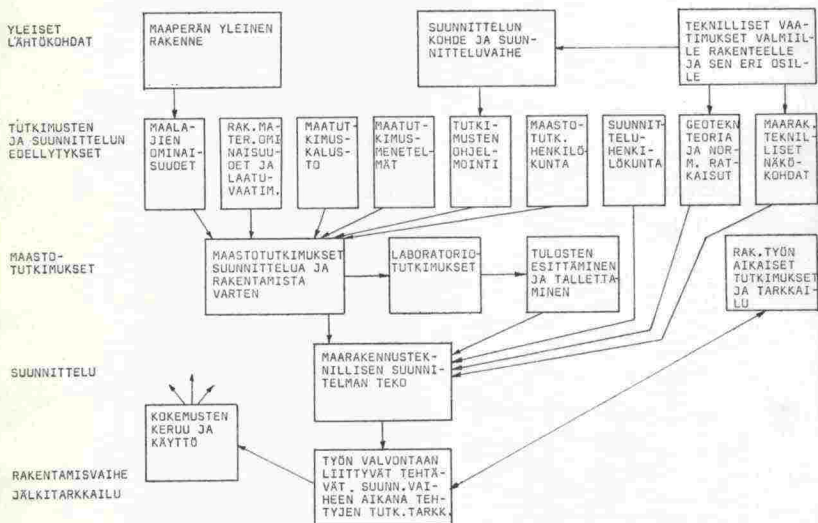 YLEISET
LÄHTÖKOHDAT
MAAPERÄN YLEINEN
RAKENNE
SUUNNITTELUN
KOHDE JA SUUN-
NITTELUVAIHE
TEKNILLISET VAA-
TIMUKSET VALMIIL-
LE RAKENTEELLE
JA SEN ERI OSIL-
LE
TUTKIMUSTEN
JA SUUNNITTELUN
EDELLYTYKSET
MAALA-
JIEN
OMINAI-
SUUDET
RAK.MA-
TER.OMI
NAISUU-
DET JA
LAATU-
VAATIM.
MAATUT-
KIMUS-
KALUS-
TO
MAATUT-
KIMUS-
MENETEL-
MÄT
TUTKI-
MUSTEN
OHJEL-
MOINTI
MAASTO-
TUTK.
HENKILÖ-
KUNTA
SUUNNIT-
TELU-
HENKI-
LÖKUNTA
GEOTEKN
TEORIA
JA NOR-
M. RAT-
KAISUT
MAARAK.
TEKNIL-
LISET
NÄKÖ-
KOHDAT
MAASTO-
TUTKIMUKSET
MAASTOTUTKIMUKSET
SUUNNITTELUA JA
RAKENTAMISTA
VARTEN
LABORATORIO-
TUTKIMUKSET
TULOSTEN
ESITTÄMINEN
JA TALLETTA-
MINEN
RAK.TYÖN
AIKAISET
TUTKIMUKSET
JA TARKKAI-
LU
SUUNNITTELU
MAARAKENNUSTEK-
NILLISEN SUUNNI-
TELMAN TEKO
KOKEMUSTEN
KERUU JA
KÄYTTÖ
RAKENTAMISVAIHE
JÄLKITARKKAILU
TYÖN VALVONTAAN
LIITTYVÄT TEHTÄ-
VÄT. SUUNN.VAI-
HEEN AIKANA TEH-
TYJEN TUTK.TARKK.